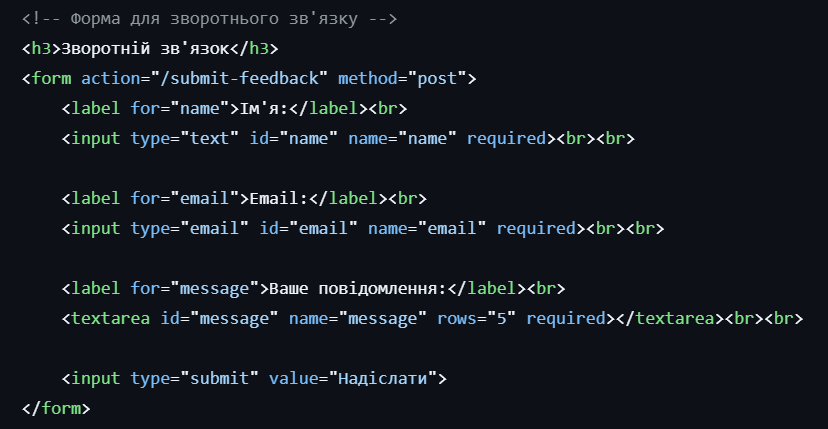 <!-- Форма для зворотнього зв'язку -->
<h3>Зворотній зв'язок</h3>
<form action="/submit-feedback" method="post">
    <label for="name">Ім'я:</label><br>
    <input type="text" id="name" name="name" required><br><br>

    <label for="email">Email:</label><br>
    <input type="email" id="email" name="email" required><br><br>

    <label for="message">Ваше повідомлення:</label><br>
    <textarea id="message" name="message" rows="5" required></textarea><br><br>

    <input type="submit" value="Надіслати">
</form>